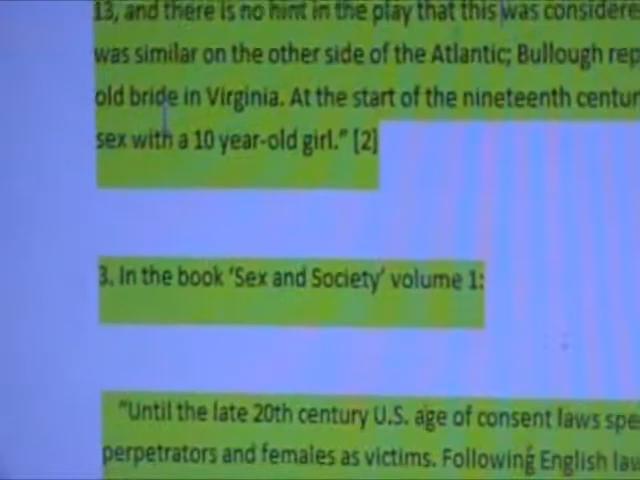 13, and there is no hint in the play that this was considere
was similar on the other side of the Atlantic; Bullough rep
old bride in Virginia. At the start of the nineteenth centur
sex with a 10 year-old girl.” [2]
3. In the book ‘Sex and Society’ volume 1:
“Until the late 20th century U.S. age of consent laws spe
perpetrators and females as victims. Following English law